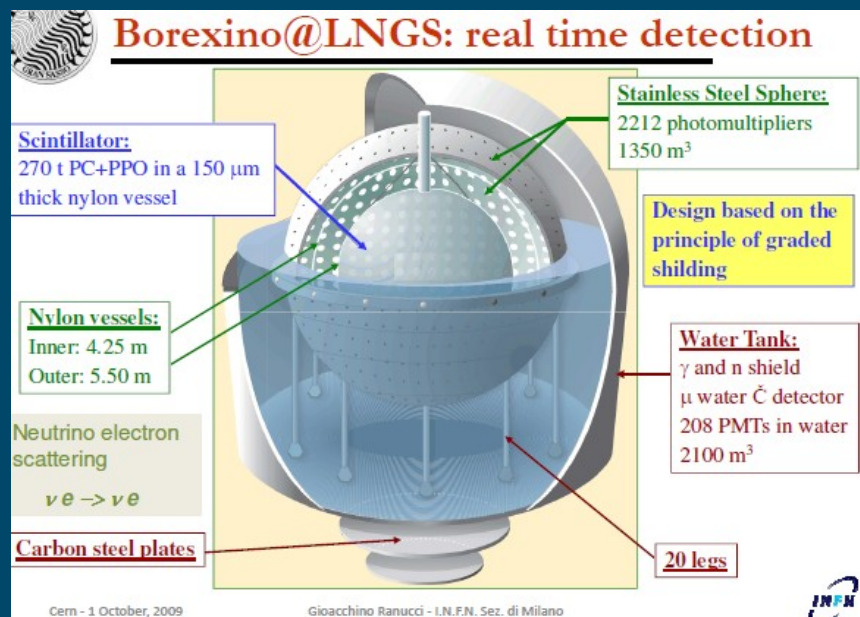 Borexino@LNGS: real time detection
GRAN SASSO
Stainless Steel Sphere:
2212 photomultipliers
1350 m³
Scintillator:
270 t PC+PPO in a 150 μm
thick nylon vessel
Design based on the
principle of graded
shilding
Nylon vessels:
Inner: 4.25 m
Outer: 5.50 m
Water Tank:
γ and n shield
μ water Č detector
208 PMTs in water
2100 m³
Neutrino electron
scattering
ν e –> ν e
Carbon steel plates
20 legs
Cern - 1 October, 2009
Gioacchino Ranucci - I.N.F.N. Sez. di Milano
INFN